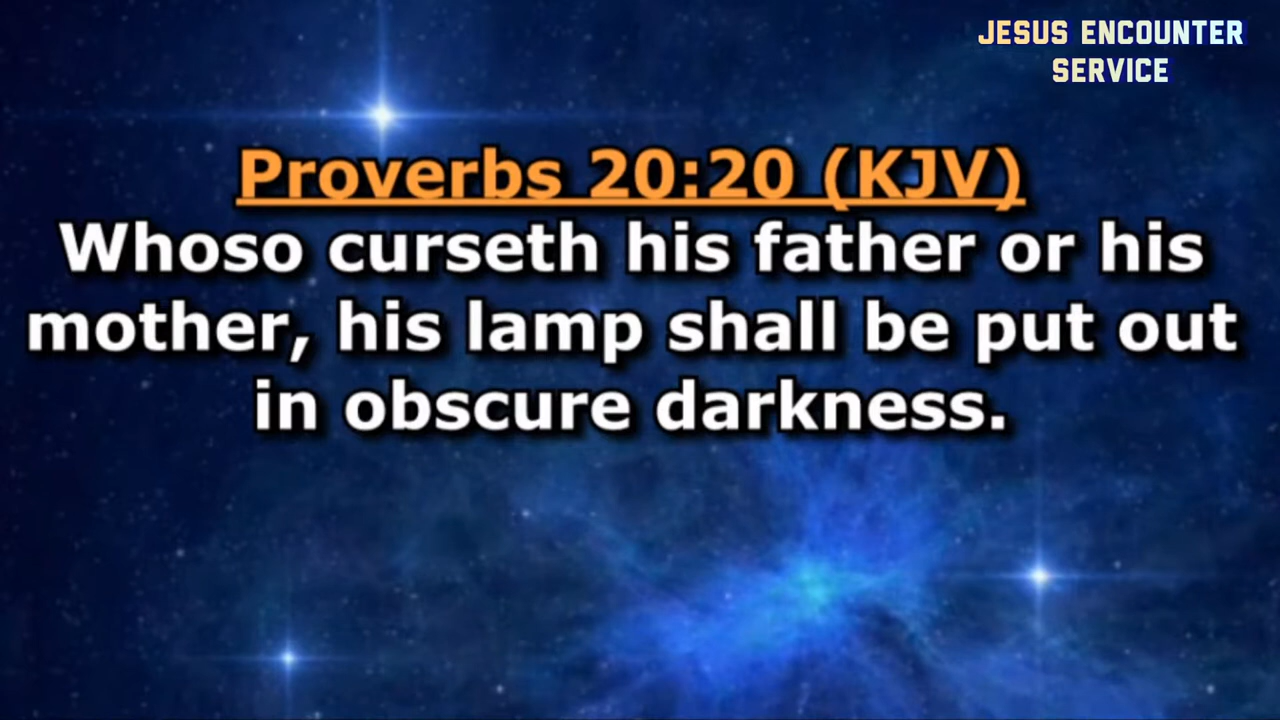 JESUS ENCOUNTER
SERVICE
Proverbs 20:20 (KJV)
Whoso curseth his father or his
mother, his lamp shall be put out
in obscure darkness.